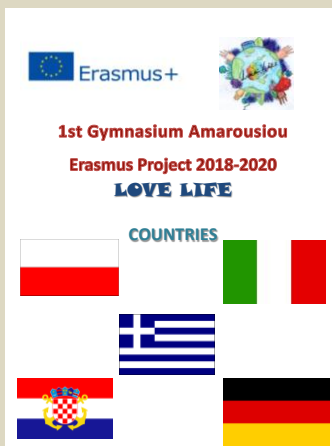 Erasmus+
1st Gymnasium Amarousiou
Erasmus Project 2018-2020
LOVE LIFE
COUNTRIES